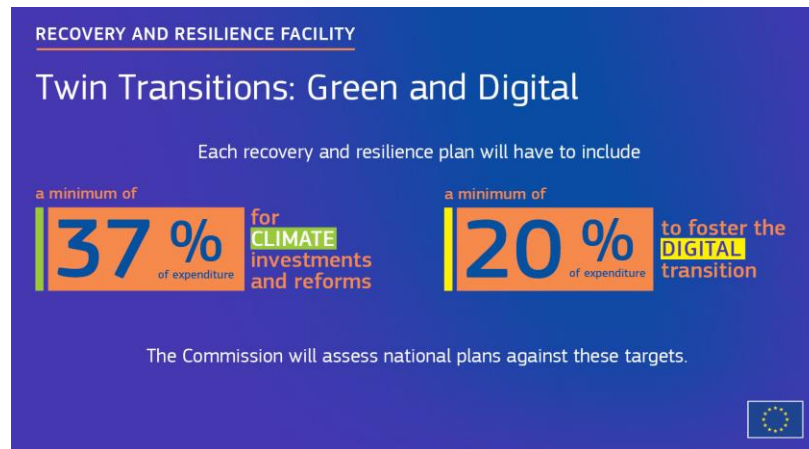 RECOVERY AND RESILIENCE FACILITY
Twin Transitions: Green and Digital
Each recovery and resilience plan will have to include
a minimum of
37 %
of expenditure
for
CLIMATE
investments
and reforms
a minimum of
20 %
of expenditure
to foster the
DIGITAL
transition
The Commission will assess national plans against these targets.